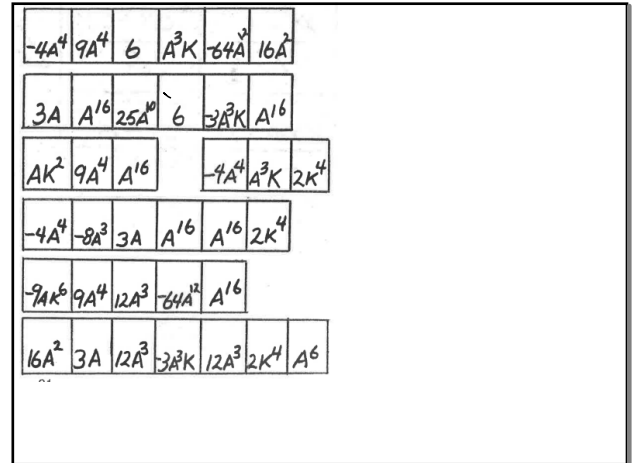 -4A⁴ 9A⁴ 6 A³K -64A¹² 16A²
3A A¹⁶ 25A¹⁰ 6 -3A³K A¹⁶
AK² 9A⁴ A¹⁶ -4A⁴ A³K 2K⁴
-4A⁴ -8A³ 3A A¹⁶ A¹⁶ 2K⁴
-9AK⁶ 9A⁴ 12A³ -64A¹² A¹⁶
16A² 3A 12A³ -3A³K 12A³ 2K⁴ A⁶